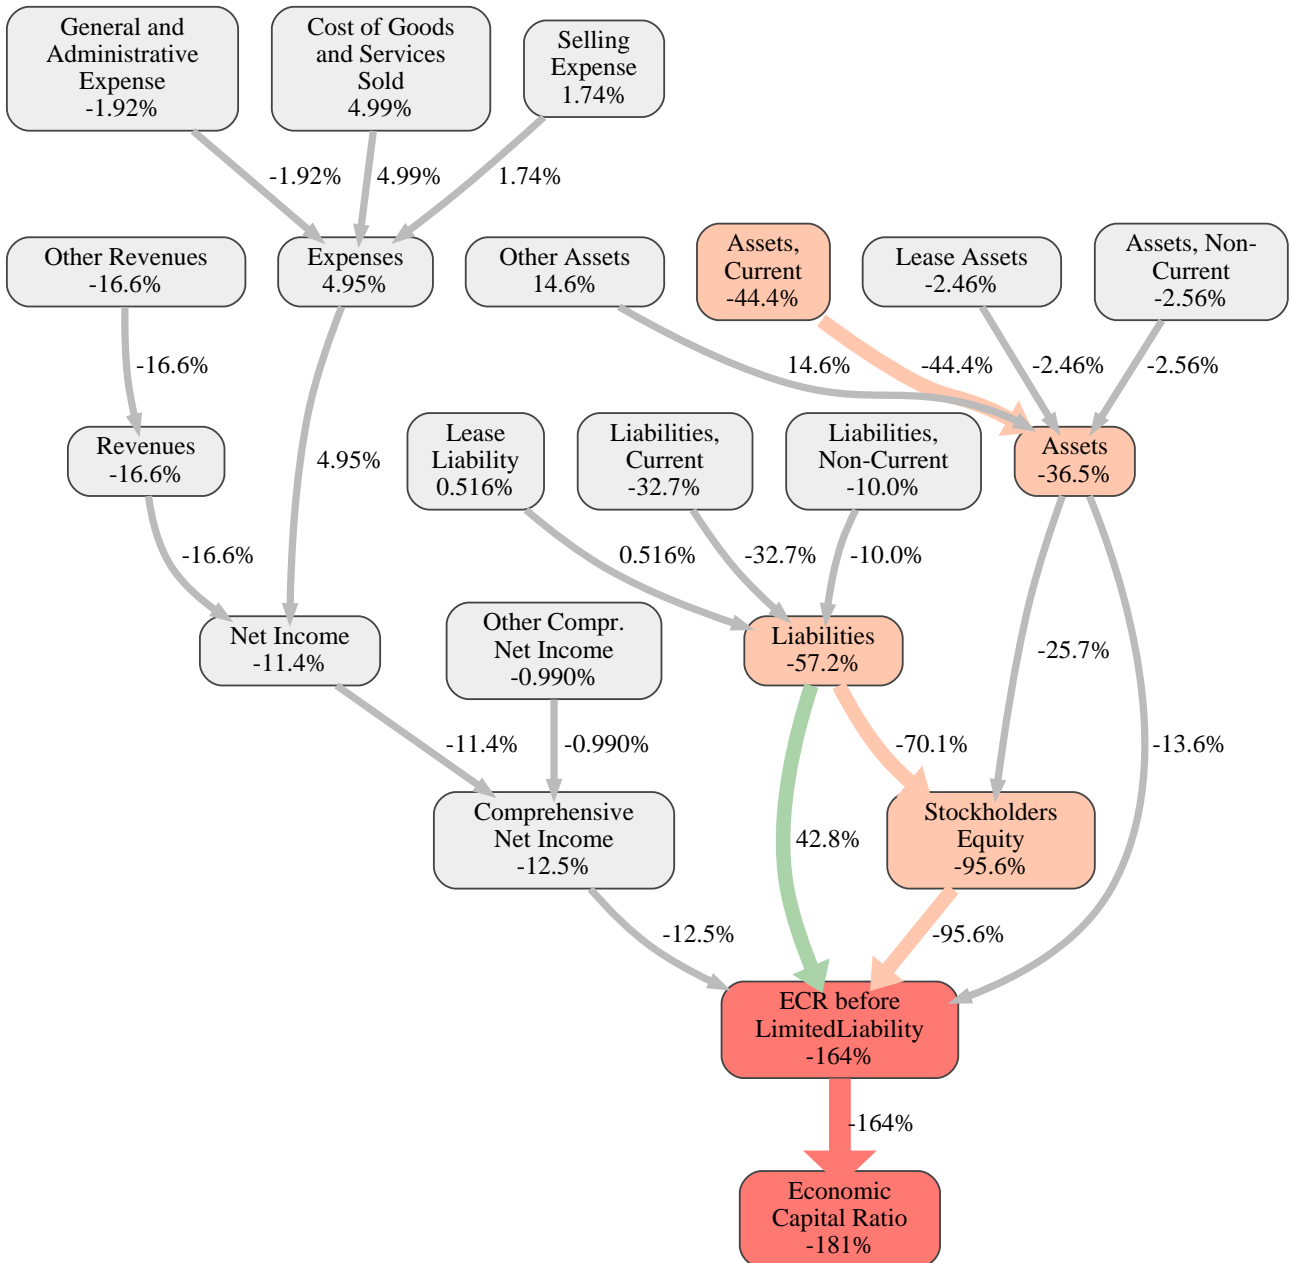 General and
Administrative
Expense
-1.92%
Cost of Goods
and Services
Sold
4.99%
Selling
Expense
1.74%
-1.92%
4.99%
1.74%
Other Revenues
-16.6%
Expenses
4.95%
Other Assets
14.6%
Assets,
Current
-44.4%
Lease Assets
-2.46%
Assets, Non-
Current
-2.56%
-16.6%
14.6%
-44.4%
-2.46%
-2.56%
Revenues
-16.6%
4.95%
Lease
Liability
0.516%
Liabilities,
Current
-32.7%
Liabilities,
Non-Current
-10.0%
Assets
-36.5%
-16.6%
0.516%
-32.7%
-10.0%
Net Income
-11.4%
Other Compr.
Net Income
-0.990%
Liabilities
-57.2%
-25.7%
-11.4%
-0.990%
-70.1%
-13.6%
Comprehensive
Net Income
-12.5%
42.8%
Stockholders
Equity
-95.6%
-12.5%
-95.6%
ECR before
LimitedLiability
-164%
-164%
Economic
Capital Ratio
-181%